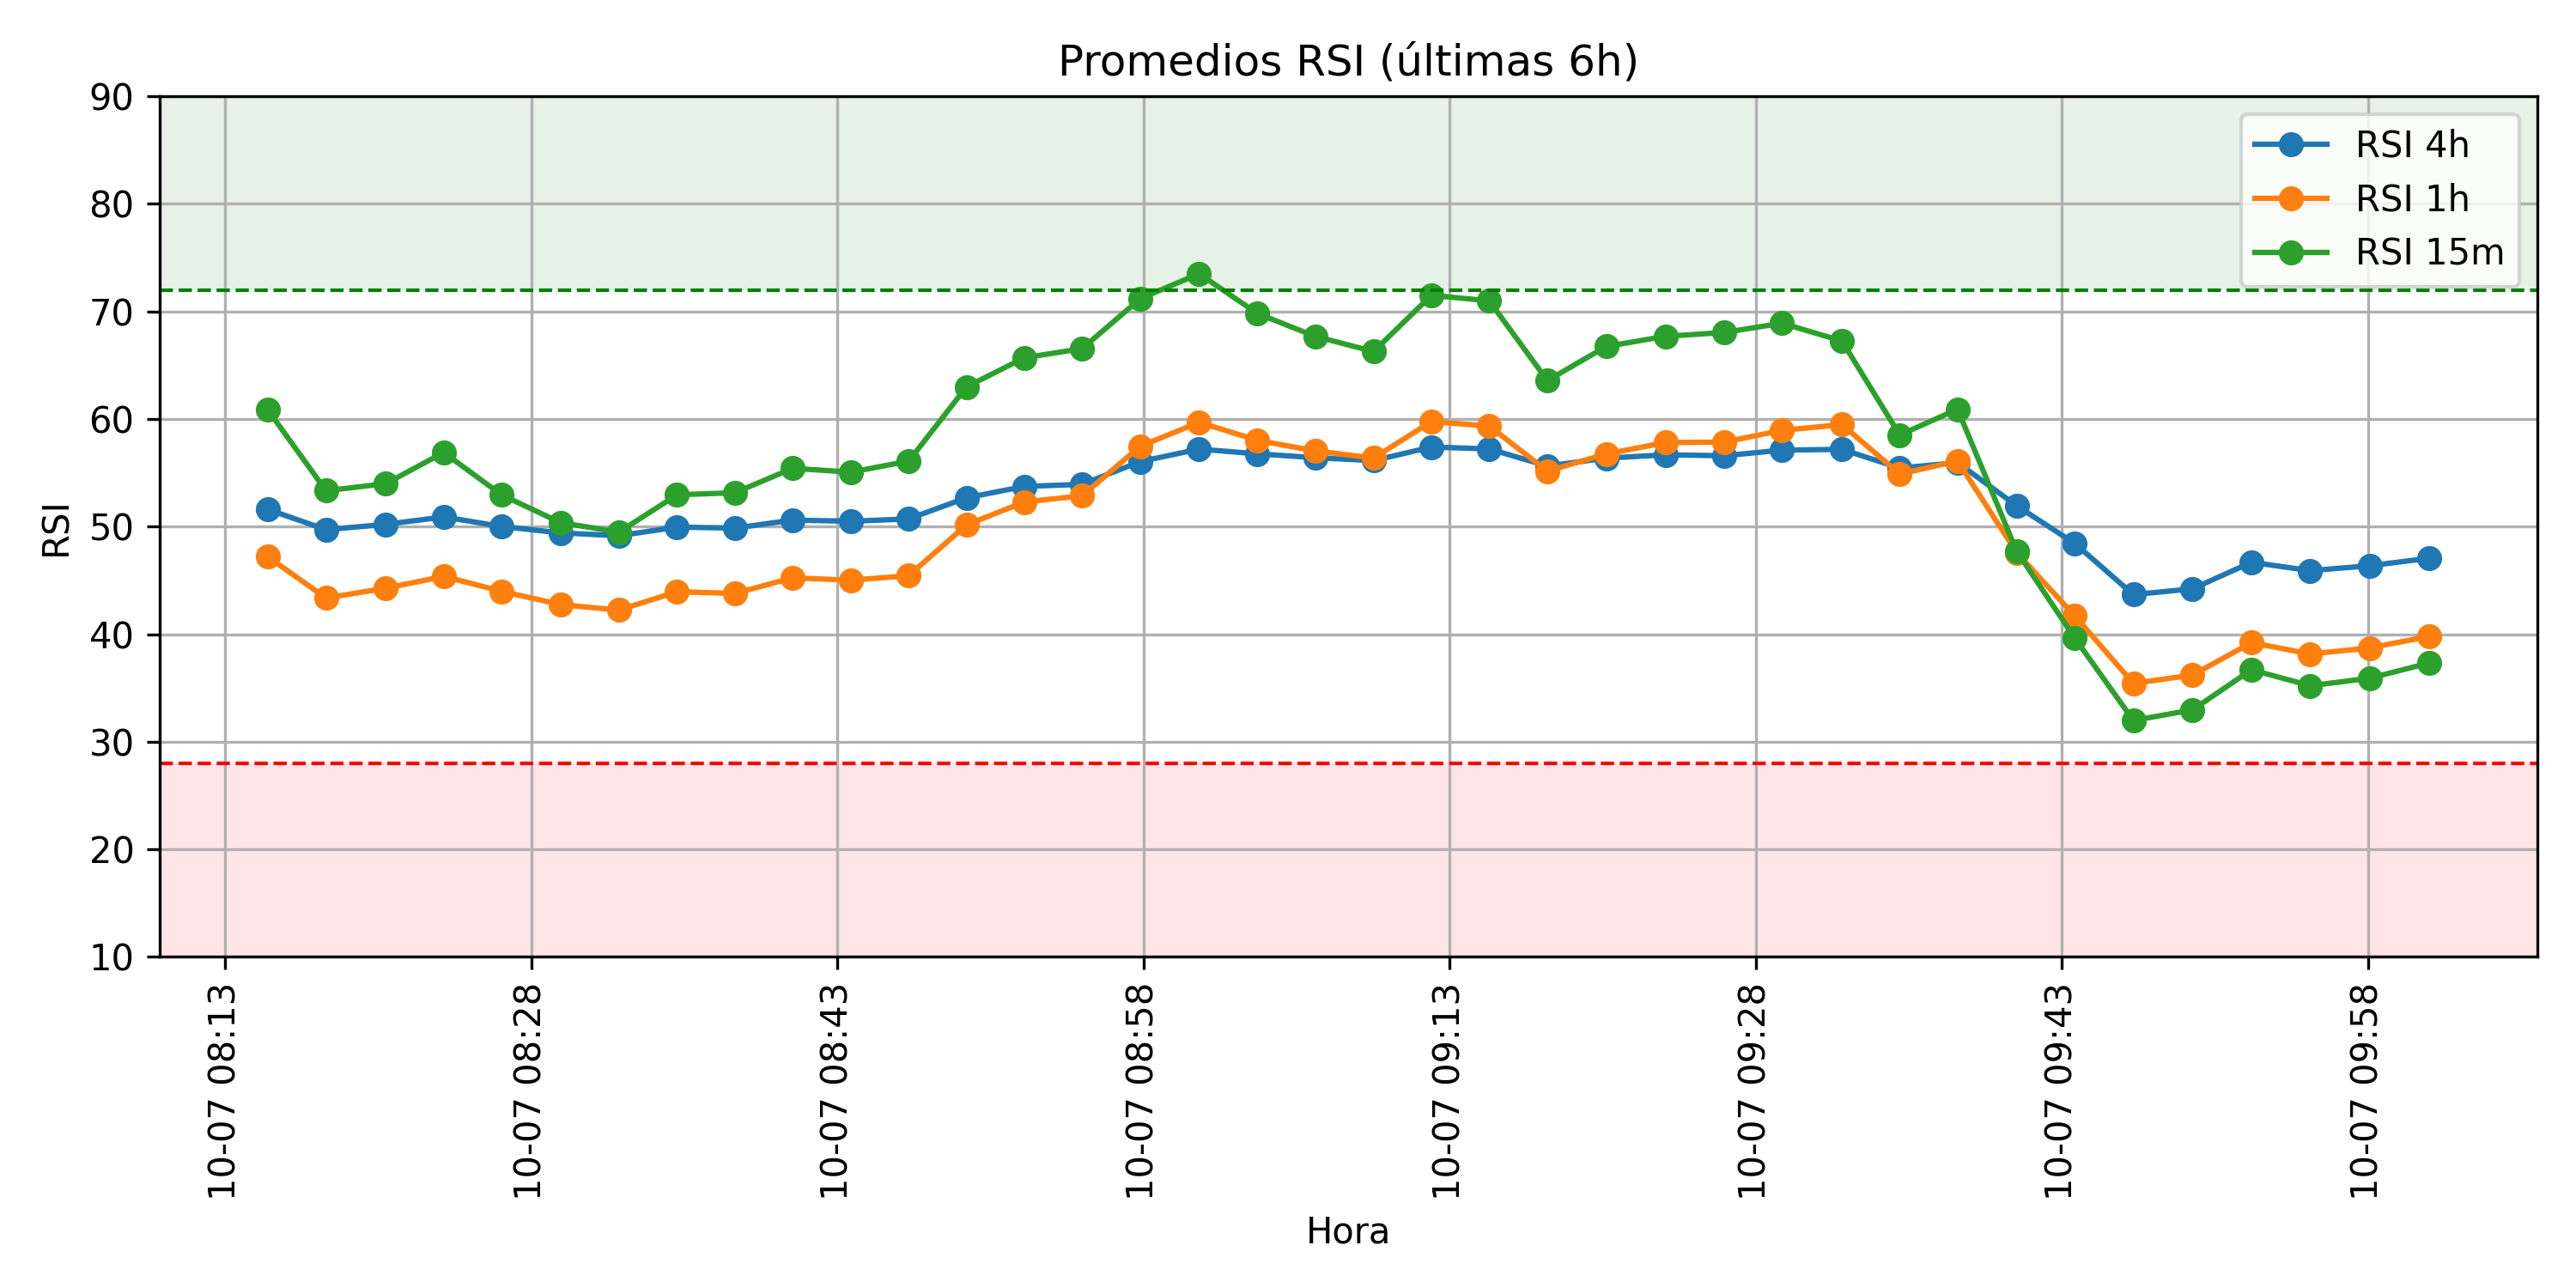 Promedios RSI (últimas 6h)
RSI 4h
RSI 1h
RSI 15m
RSI
90
80
70
60
50
40
30
20
10
10-07 08:13
10-07 08:28
10-07 08:43
10-07 08:58
10-07 09:13
10-07 09:28
10-07 09:43
10-07 09:58
Hora